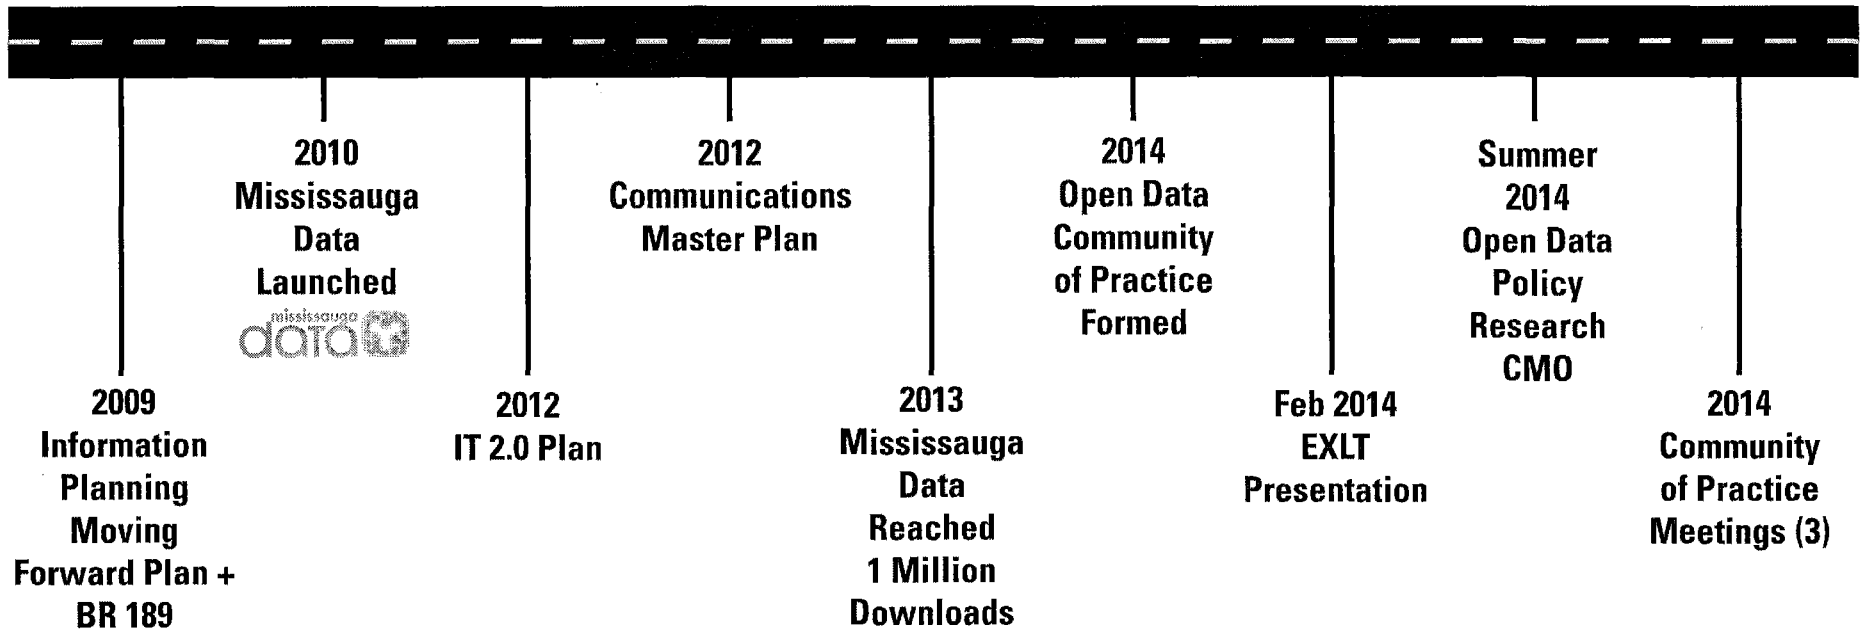 2009
Information
Planning
Moving
Forward Plan +
BR 189
2010
Mississauga
Data
Launched
mississauga
data
2012
IT 2.0 Plan
2012
Communications
Master Plan
2013
Mississauga
Data
Reached
1 Million
Downloads
2014
Open Data
Community
of Practice
Formed
Feb 2014
EXLT
Presentation
Summer
2014
Open Data
Policy
Research
CMO
2014
Community
of Practice
Meetings (3)